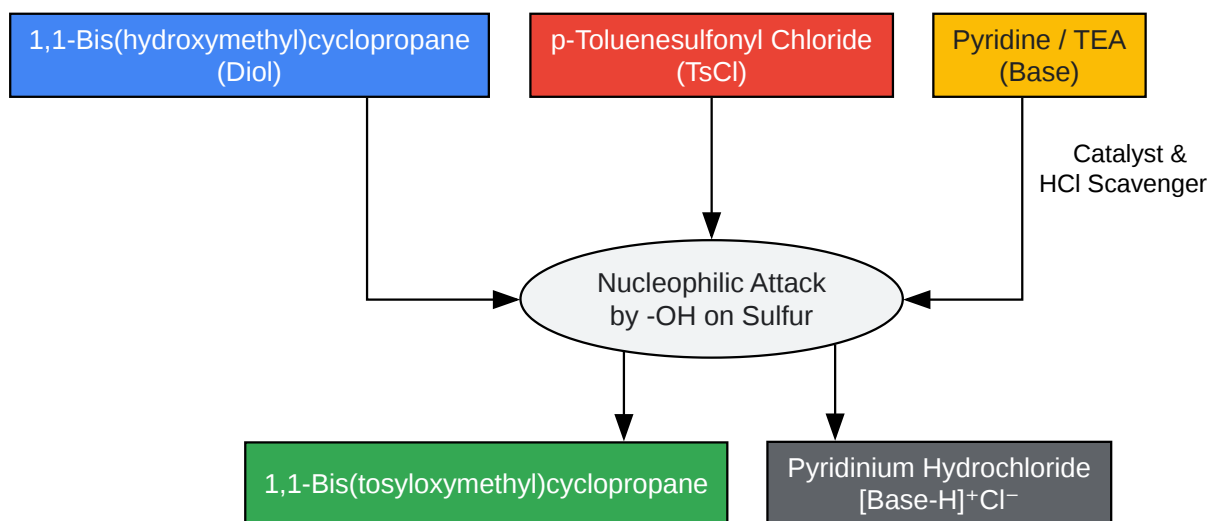 1,1-Bis(hydroxymethyl)cyclopropane
(Diol)
p-Toluenesulfonyl Chloride
(TsCl)
Pyridine / TEA
(Base)
Catalyst &
HCl Scavenger
Nucleophilic Attack
by -OH on Sulfur
1,1-Bis(tosyloxymethyl)cyclopropane
Pyridinium Hydrochloride
[Base-H]⁺Cl⁻